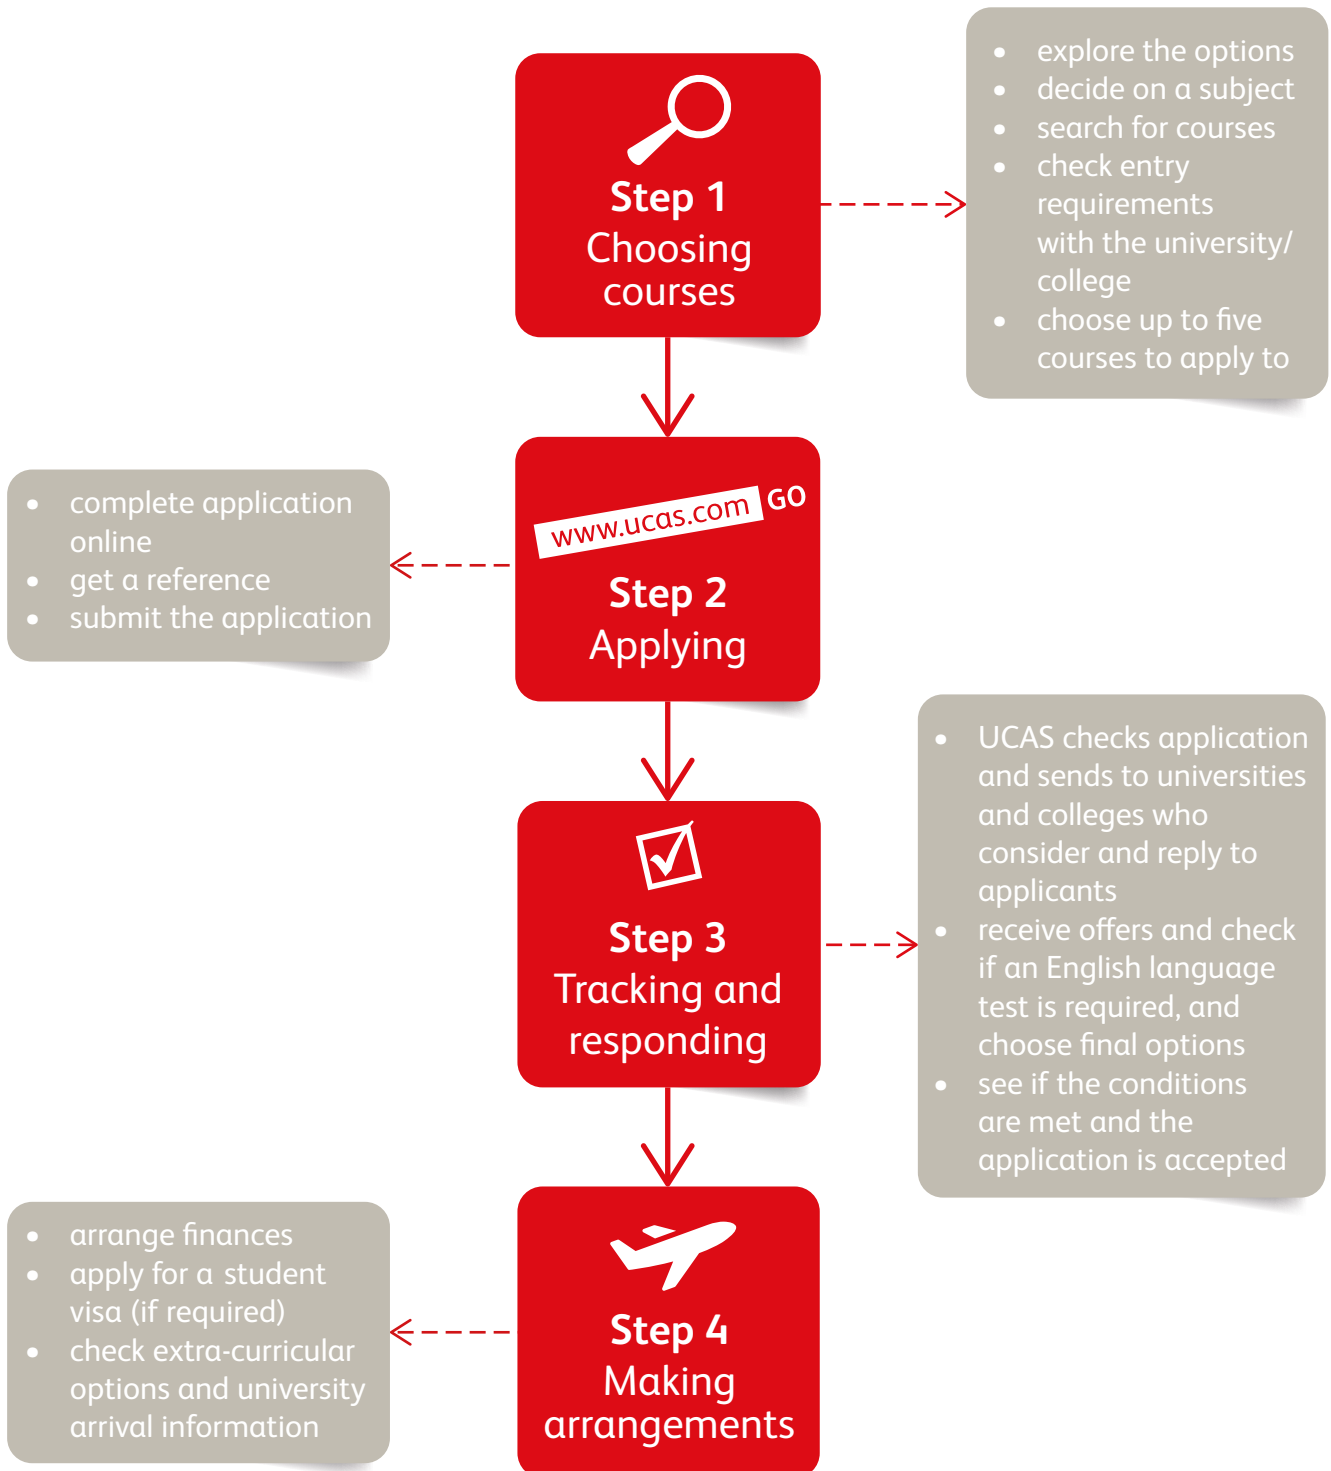 Step 1
Choosing
courses
• explore the options
• decide on a subject
• search for courses
• check entry
requirements
with the university/
college
• choose up to five
courses to apply to
www.ucas.com GO
Step 2
Applying
• complete application
online
• get a reference
• submit the application
Step 3
Tracking and
responding
• UCAS checks application
and sends to universities
and colleges who
consider and reply to
applicants
• receive offers and check
if an English language
test is required, and
choose final options
• see if the conditions
are met and the
application is accepted
Step 4
Making
arrangements
• arrange finances
• apply for a student
visa (if required)
• check extra-curricular
options and university
arrival information